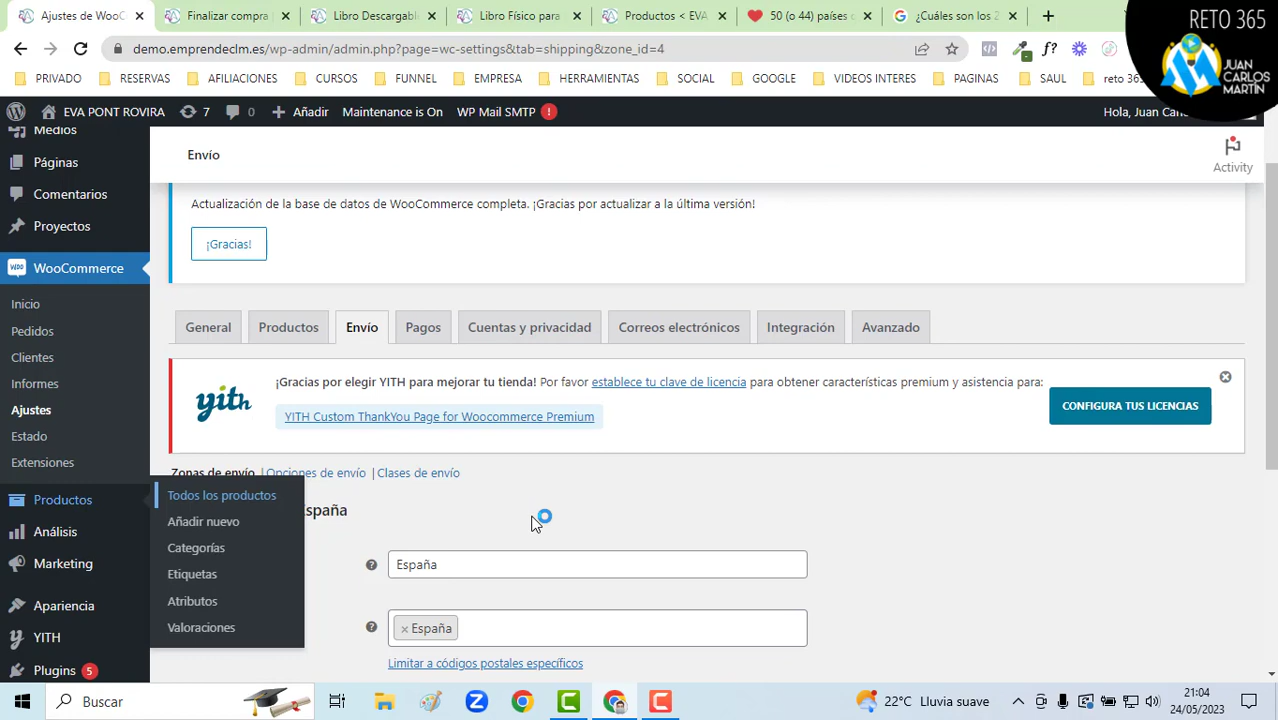 Ajustes de WooC
Finalizar compra
Libro Descargabl
Libro Físico para
Productos < EVA
50 (o 44) países
¿Cuáles son los 2
RETO 365
demo.emprendeclm.es/wp-admin/admin.php?page=wc-settings&tab=shipping&zone_id=4
f?
JUAN
CARLOS
MARTÍN
PRIVADO
RESERVAS
AFILIACIONES
CURSOS
FUNNEL
EMPRESA
HERRAMIENTAS
SOCIAL
GOOGLE
VIDEOS INTERES
PAGINAS
SAUL
reto 365
EVA PONT ROVIRA
7
0
Añadir
Maintenance is On
WP Mail SMTP
!
Hola, Juan Carl
Medios
Páginas
Comentarios
Proyectos
WooCommerce
Inicio
Pedidos
Clientes
Informes
Ajustes
Estado
Extensiones
Productos
Análisis
Marketing
Apariencia
YITH
Plugins 5
Todos los productos
Añadir nuevo
Categorías
Etiquetas
Atributos
Valoraciones
Envío
Activity
Actualización de la base de datos de WooCommerce completa. ¡Gracias por actualizar a la última versión!
¡Gracias!
General
Productos
Envío
Pagos
Cuentas y privacidad
Correos electrónicos
Integración
Avanzado
yith
¡Gracias por elegir YITH para mejorar tu tienda! Por favor establece tu clave de licencia para obtener características premium y asistencia para:
YITH Custom ThankYou Page for Woocommerce Premium
CONFIGURA TUS LICENCIAS
Zonas de envío | Opciones de envío | Clases de envío
España
España
× España
Limitar a códigos postales específicos
Buscar
22°C Lluvia suave
21:04
24/05/2023